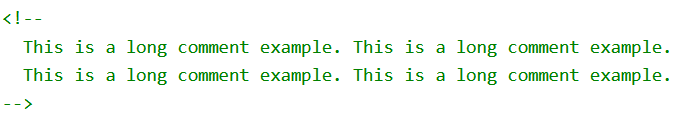 <!--
  This is a long comment example. This is a long comment example.
  This is a long comment example. This is a long comment example.
-->